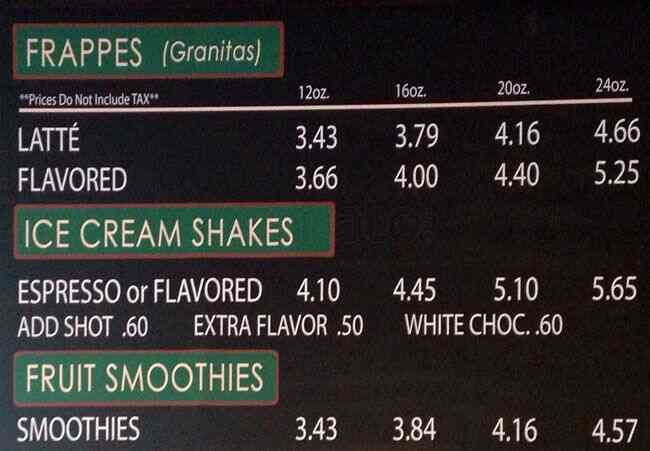 FRAPPES (Granitas)
**Prices Do Not Include TAX** 12oz. 16oz. 20oz. 24oz.
LATTÉ 3.43 3.79 4.16 4.66
FLAVORED 3.66 4.00 4.40 5.25
ICE CREAM SHAKES
ESPRESSO or FLAVORED 4.10 4.45 5.10 5.65
ADD SHOT .60 EXTRA FLAVOR .50 WHITE CHOC. .60
FRUIT SMOOTHIES
SMOOTHIES 3.43 3.84 4.16 4.57